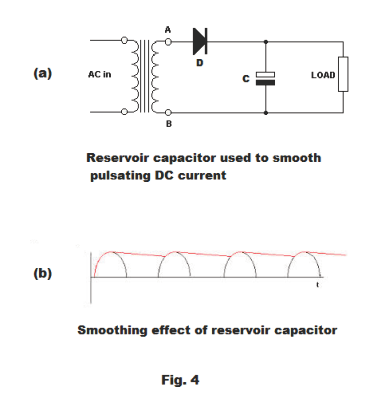 A
(a)
AC in
D
C
LOAD
B
Reservoir capacitor used to smooth
pulsating DC current
(b)
t
Smoothing effect of reservoir capacitor
Fig. 4